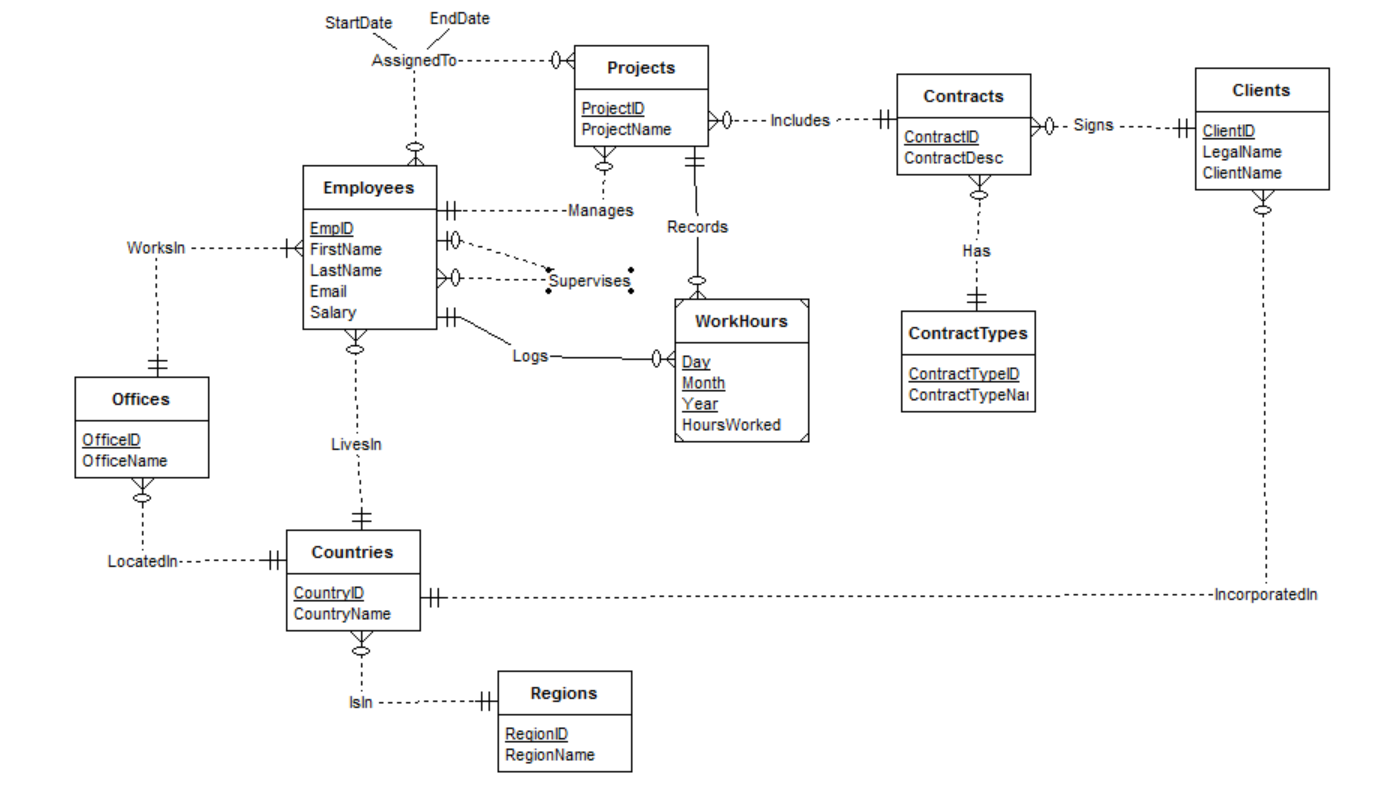 StartDate
EndDate
AssignedTo
Projects
ProjectID
ProjectName
Includes
Contracts
ContractID
ContractDesc
Signs
Clients
ClientID
LegalName
ClientName
Employees
EmpID
FirstName
LastName
Email
Salary
Manages
Records
Supervises
Logs
WorksIn
WorkHours
Day
Month
Year
HoursWorked
Has
ContractTypes
ContractTypeID
ContractTypeNa
Offices
OfficeID
OfficeName
LivesIn
LocatedIn
Countries
CountryID
CountryName
IncorporatedIn
IsIn
Regions
RegionID
RegionName